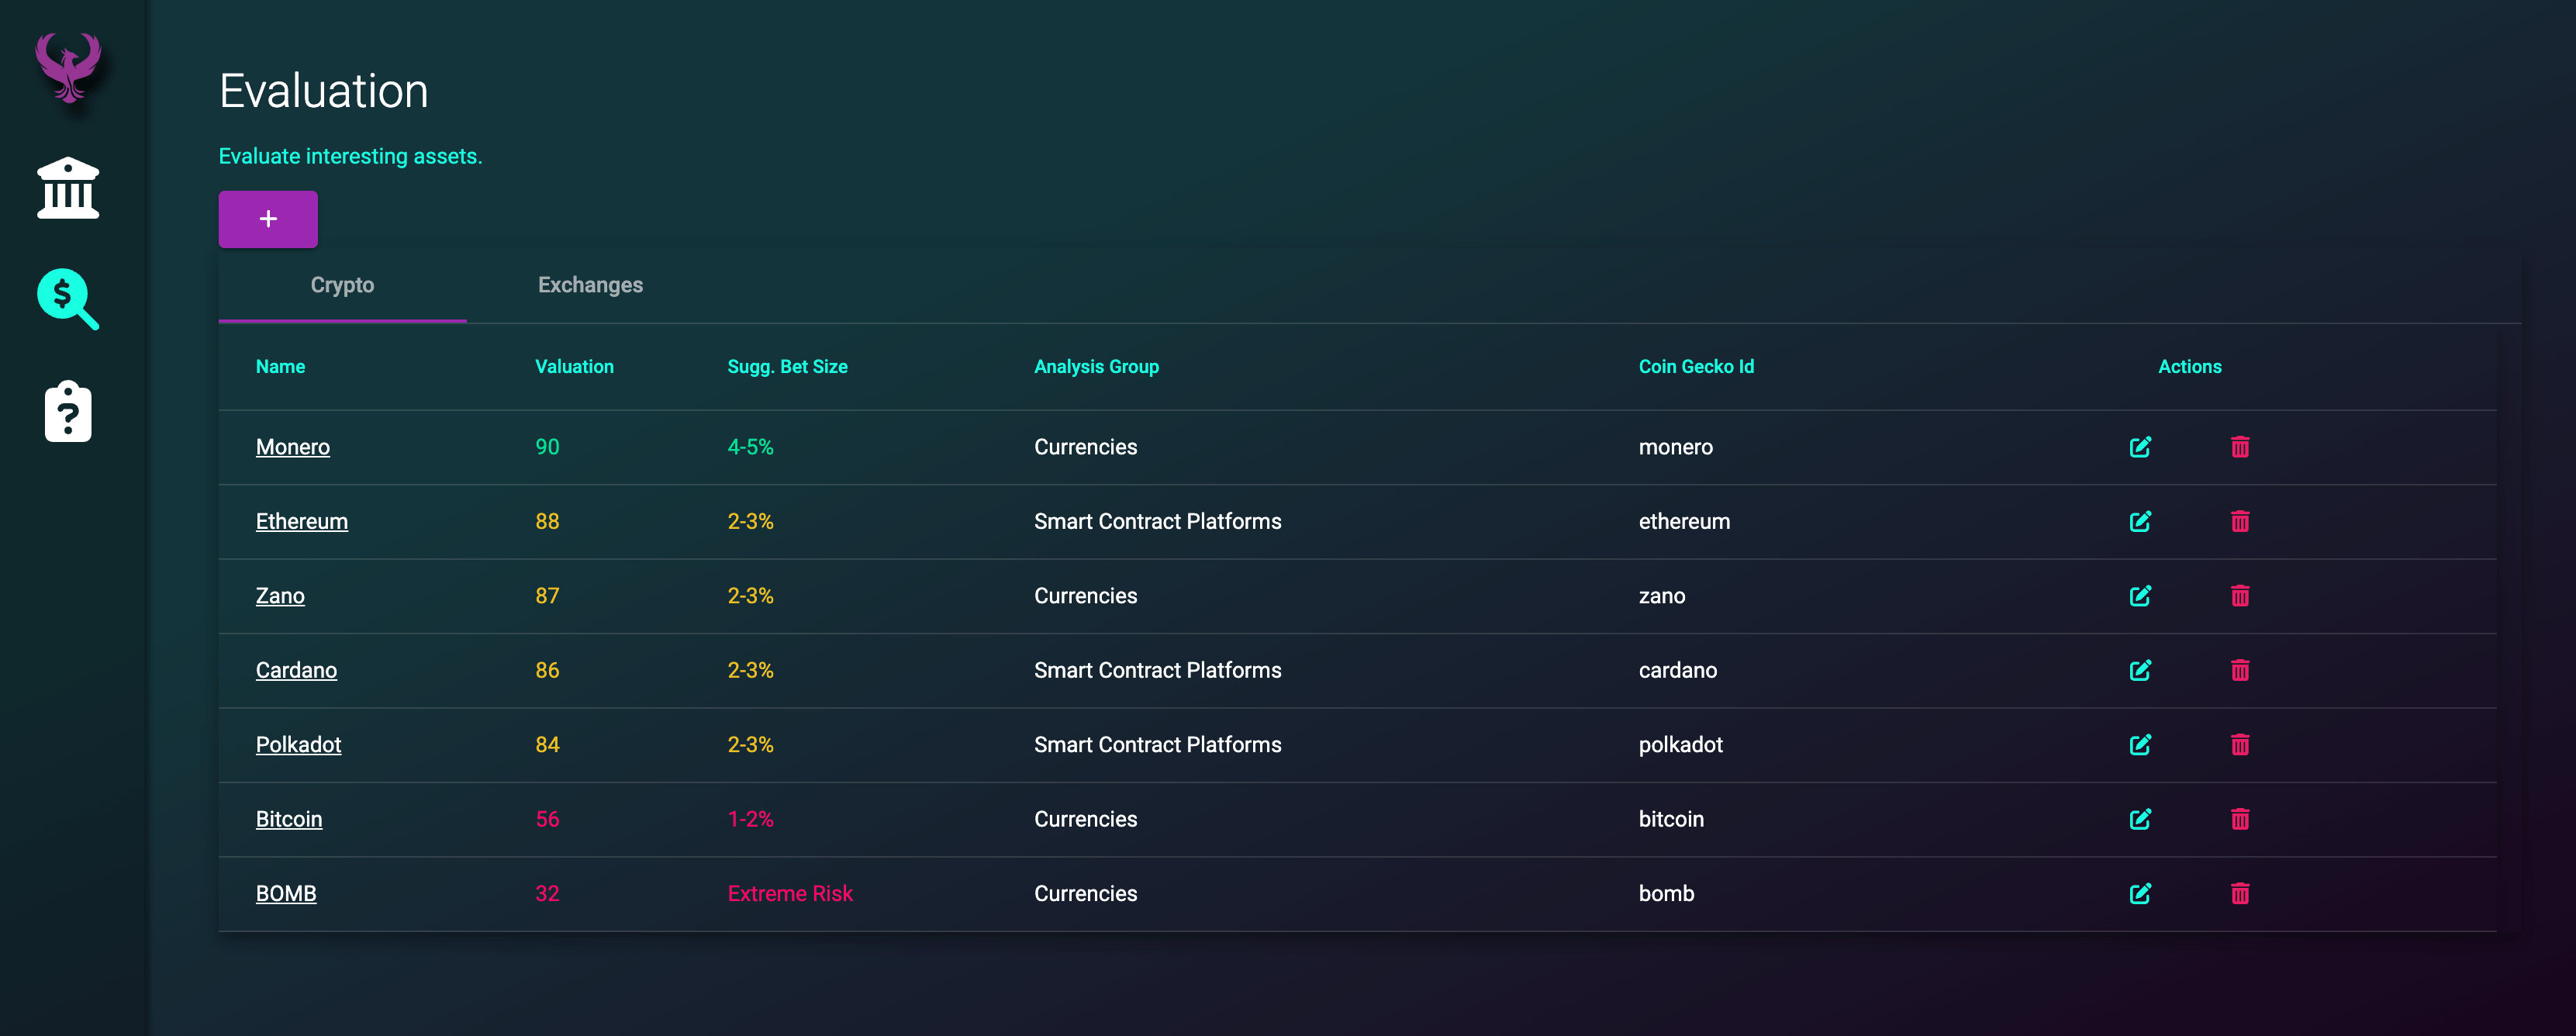 Evaluation
Evaluate interesting assets.
+
Crypto Exchanges
Name Valuation Sugg. Bet Size Analysis Group Coin Gecko Id Actions
Monero 90 4-5% Currencies monero
Ethereum 88 2-3% Smart Contract Platforms ethereum
Zano 87 2-3% Currencies zano
Cardano 86 2-3% Smart Contract Platforms cardano
Polkadot 84 2-3% Smart Contract Platforms polkadot
Bitcoin 56 1-2% Currencies bitcoin
BOMB 32 Extreme Risk Currencies bomb